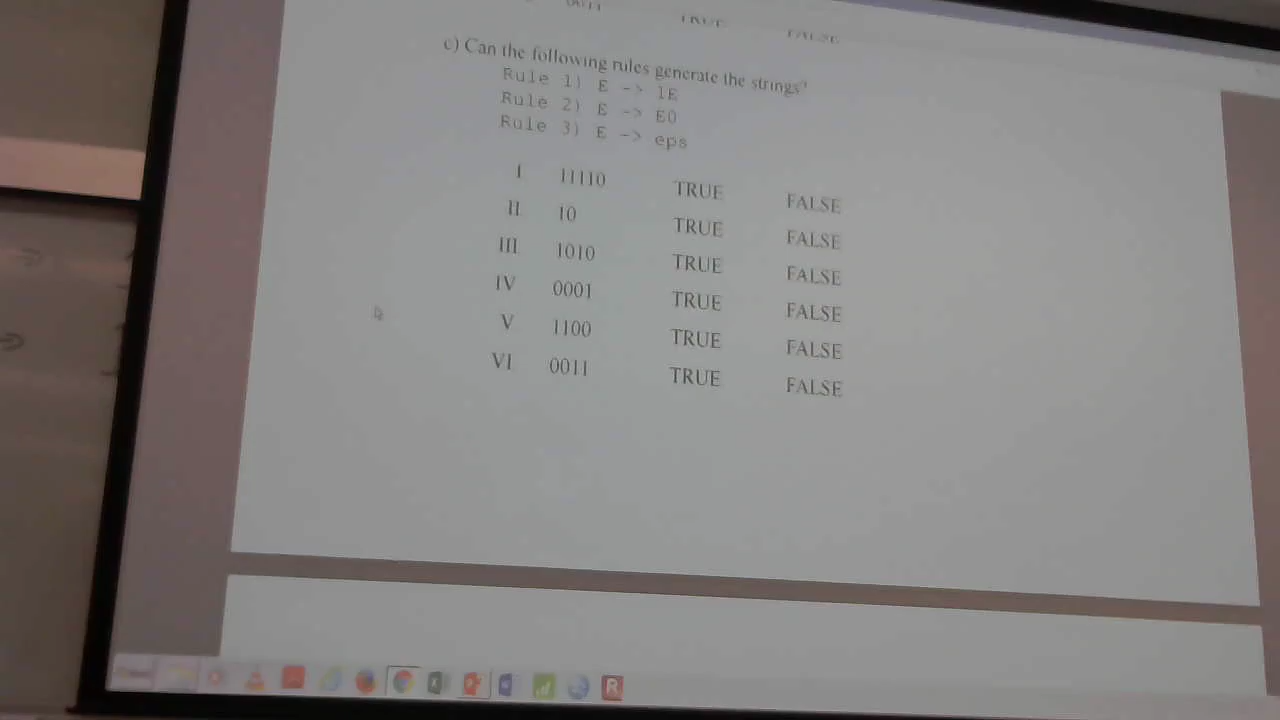 TRUE FALSE
c) Can the following rules generate the strings?
Rule 1) E -> 1E
Rule 2) E -> E0
Rule 3) E -> eps
I 11110 TRUE FALSE
II 10 TRUE FALSE
III 1010 TRUE FALSE
IV 0001 TRUE FALSE
V 1100 TRUE FALSE
VI 0011 TRUE FALSE
R